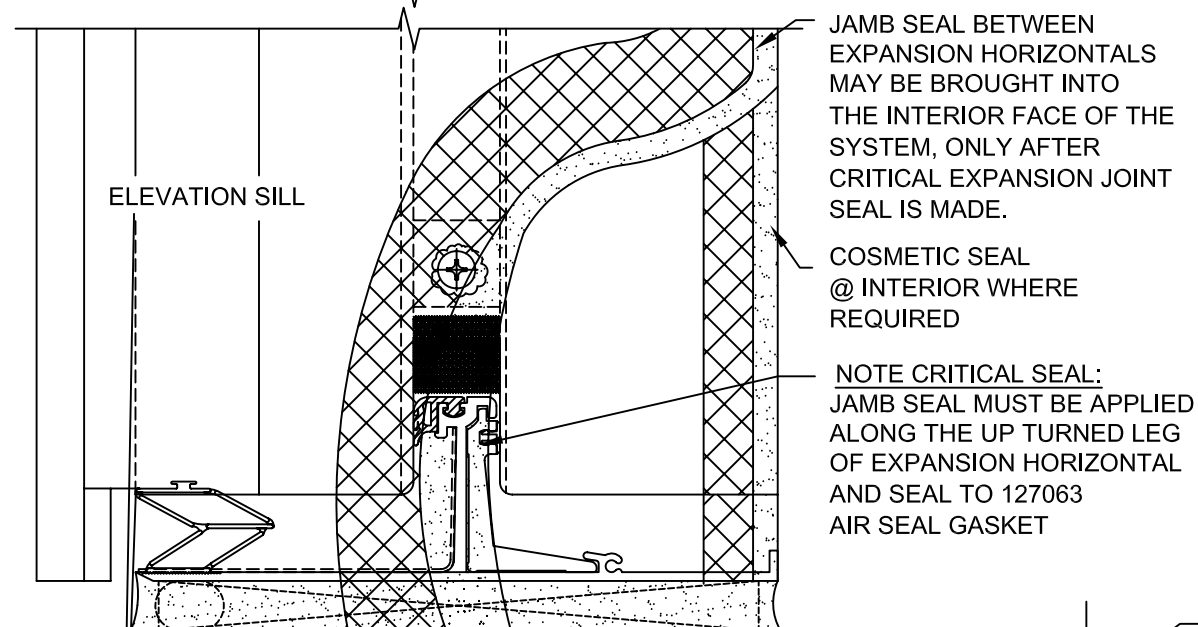 JAMB SEAL BETWEEN
EXPANSION HORIZONTALS
MAY BE BROUGHT INTO
THE INTERIOR FACE OF THE
SYSTEM, ONLY AFTER
CRITICAL EXPANSION JOINT
SEAL IS MADE.
ELEVATION SILL
COSMETIC SEAL
@ INTERIOR WHERE
REQUIRED
NOTE CRITICAL SEAL:
JAMB SEAL MUST BE APPLIED
ALONG THE UP TURNED LEG
OF EXPANSION HORIZONTAL
AND SEAL TO 127063
AIR SEAL GASKET